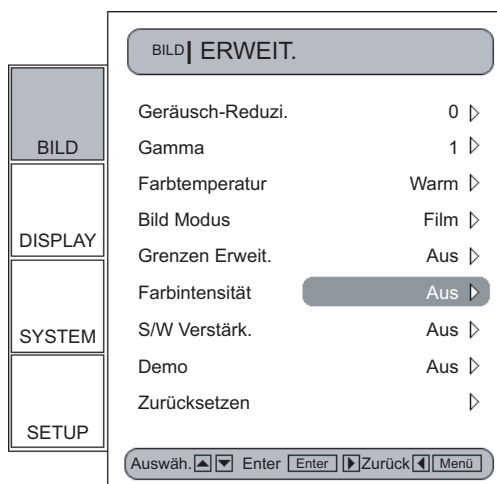 BILD| ERWEIT.
BILD
DISPLAY
SYSTEM
SETUP
Geräusch-Reduzi. 0
Gamma 1
Farbtemperatur Warm
Bild Modus Film
Grenzen Erweit. Aus
Farbintensität Aus
S/W Verstärk. Aus
Demo Aus
Zurücksetzen
Auswäh. Enter Enter Zurück Menü